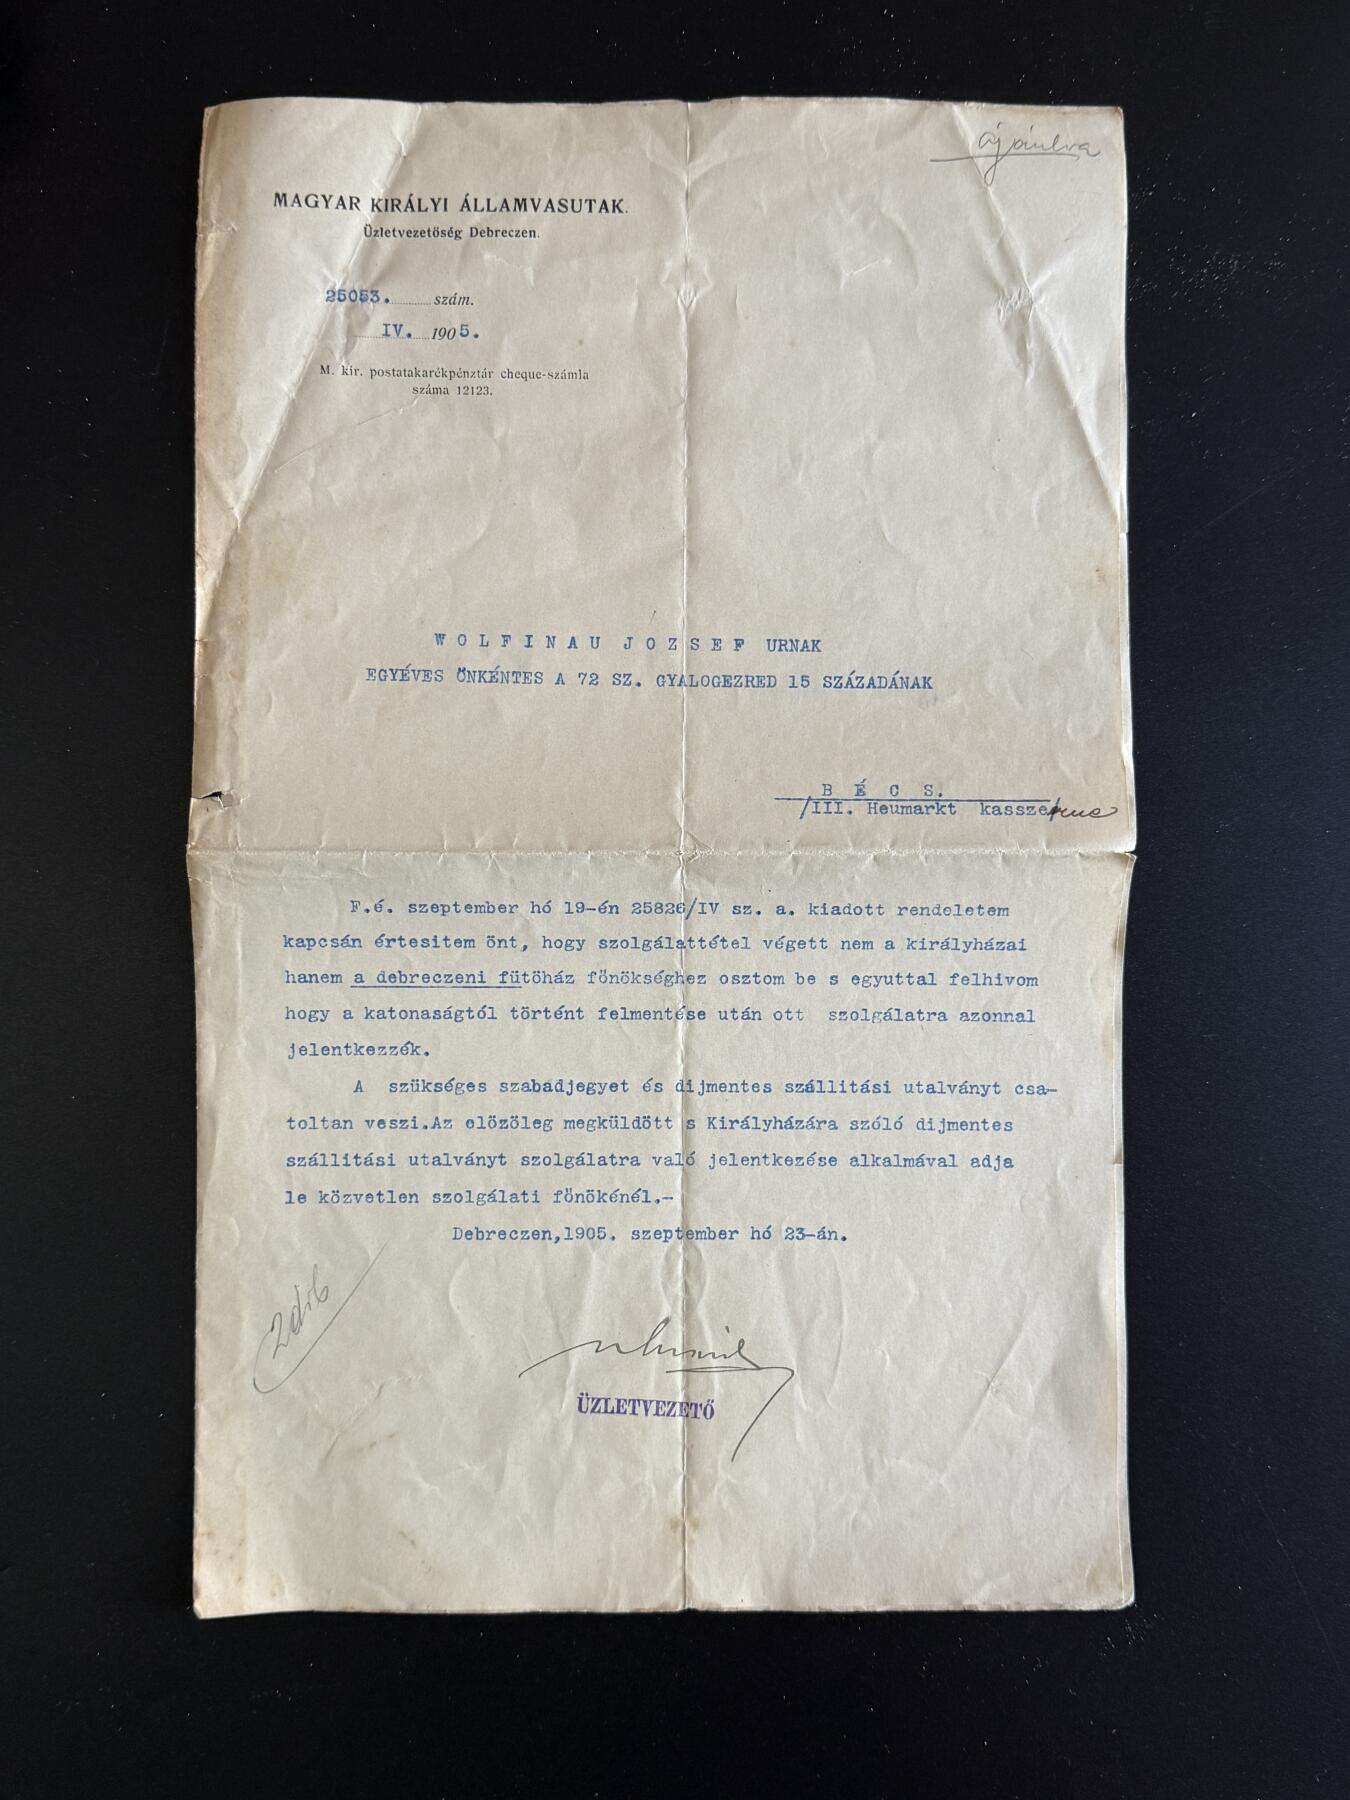 ajánlva
MAGYAR KIRÁLYI ÁLLAMVASUTAK.
Üzletvezetőség Debreczen.
25053. szám.
IV. 1905.
M. kir. postatakarékpénztár cheque-számla
száma 12123.
WOLFINAU JOZSEF URNAK
EGYÉVES ÖNKÉNTES A 72 SZ. GYALOGEZRED 15 SZÁZADÁNAK
BÉCS.
/III. Heumarkt kasszerne
F.é. szeptember hó 19-én 25826/IV sz. a. kiadott rendeletem
kapcsán értesitem önt, hogy szolgálattétel végett nem a királyházai
hanem a debreczeni fütöház fönökséghez osztom be s egyuttal felhivom
hogy a katonaságtól történt felmentése után ott szolgálatra azonnal
jelentkezzék.
A szükséges szabadjegyet és dijmentes szállitási utalványt csa-
toltan veszi.Az elözöleg megküldött s Királyházára szóló dijmentes
szállitási utalványt szolgálatra való jelentkezése alkalmával adja
le közvetlen szolgálati fönökénél.-
Debreczen,1905. szeptember hó 23-án.
2 db
ÜZLETVEZETŐ